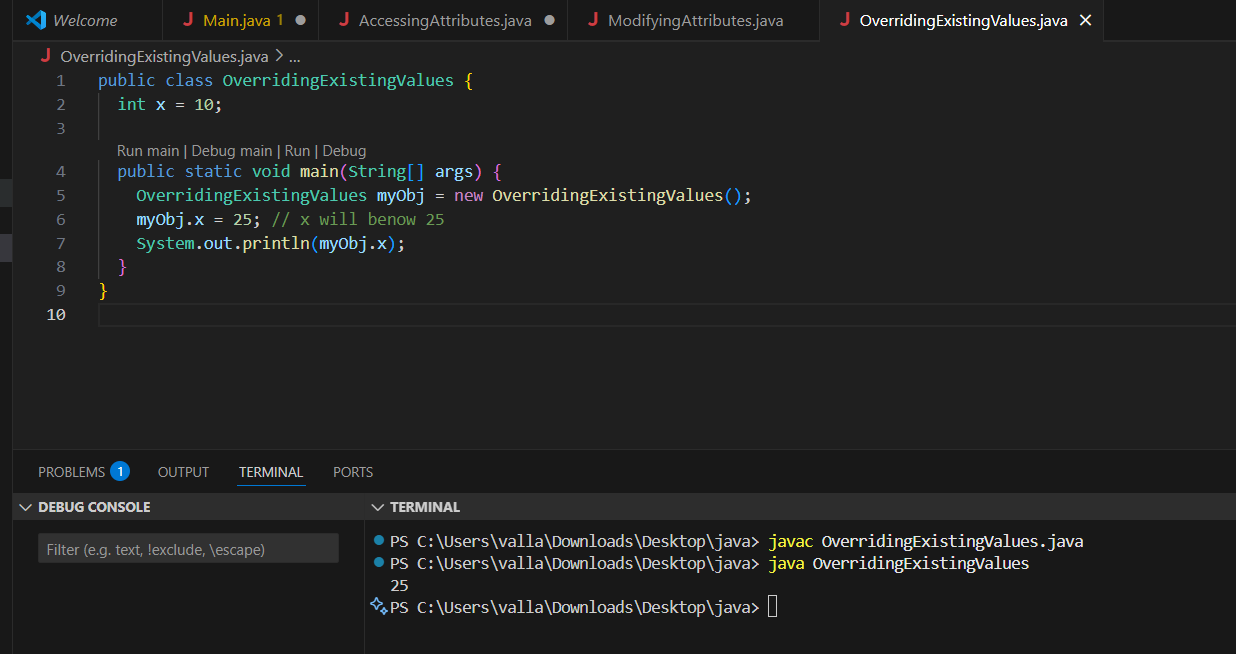 Welcome Main.java 1 AccessingAttributes.java ModifyingAttributes.java OverridingExistingValues.java
OverridingExistingValues.java > ...
1 public class OverridingExistingValues {
2 int x = 10;
3
Run main | Debug main | Run | Debug
4 public static void main(String[] args) {
5 OverridingExistingValues myObj = new OverridingExistingValues();
6 myObj.x = 25; // x will benow 25
7 System.out.println(myObj.x);
8 }
9 }
10
PROBLEMS 1 OUTPUT TERMINAL PORTS
DEBUG CONSOLE
Filter (e.g. text, !exclude, \escape)
TERMINAL
PS C:\Users\valla\Downloads\Desktop\java> javac OverridingExistingValues.java
PS C:\Users\valla\Downloads\Desktop\java> java OverridingExistingValues
25
PS C:\Users\valla\Downloads\Desktop\java>